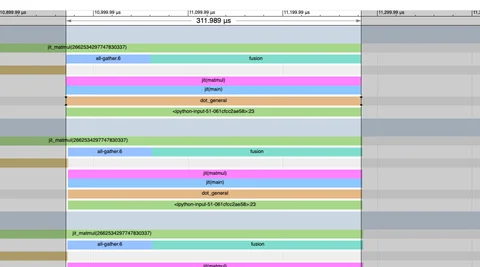 10,899.99 µs
10,999.99 µs
11,099.99 µs
11,199.99 µs
11,299.99 µs
311.989 µs
jit_matmul(2662534297747830337)
all-gather.6 fusion
jit(matmul)
jit(main)
dot_general
<ipython-input-51-061cfcc2ae58>:23
jit_matmul(2662534297747830337)
all-gather.6 fusion
jit(matmul)
jit(main)
dot_general
<ipython-input-51-061cfcc2ae58>:23
jit_matmul(2662534297747830337)
all-gather.6 fusion
jit(matmul)